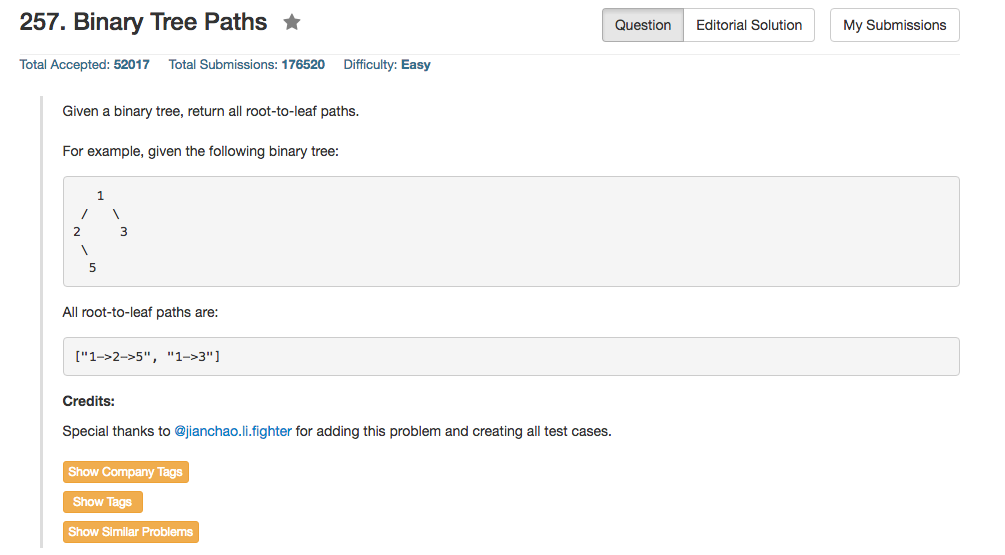 257. Binary Tree Paths ★
Question Editorial Solution My Submissions
Total Accepted: 52017 Total Submissions: 176520 Difficulty: Easy
Given a binary tree, return all root-to-leaf paths.
For example, given the following binary tree:
1
/ \
2 3
\
5
All root-to-leaf paths are:
["1->2->5", "1->3"]
Credits:
Special thanks to @jianchao.li.fighter for adding this problem and creating all test cases.
Show Company Tags
Show Tags
Show Similar Problems